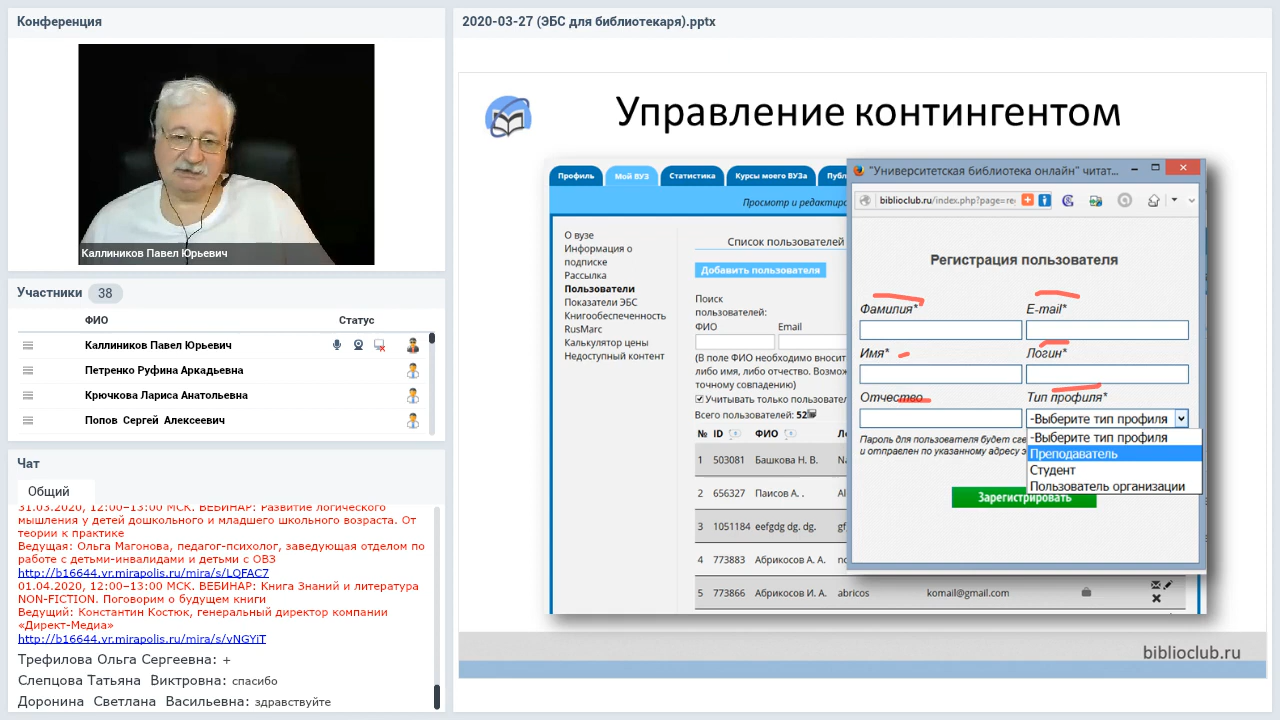 Конференция
Каллиников Павел Юрьевич
Участники 38
ФИО Статус
Каллиников Павел Юрьевич
Петренко Руфина Аркадьевна
Крючкова Лариса Анатольевна
Попов Сергей Алексеевич
Чат
Общий
31.03.2020, 12:00–13:00 МСК. ВЕБИНАР: Развитие логического
мышления у детей дошкольного и младшего школьного возраста. От
теории к практике
Ведущая: Ольга Магонова, педагог-психолог, заведующая отделом по
работе с детьми-инвалидами и детьми с ОВЗ
http://b16644.vr.mirapolis.ru/mira/s/LQFAC7
01.04.2020, 12:00–13:00 МСК. ВЕБИНАР: Книга Знаний и литература
NON-FICTION. Поговорим о будущем книги
Ведущий: Константин Костюк, генеральный директор компании
«Директ-Медиа»
http://b16644.vr.mirapolis.ru/mira/s/vNGYiT
Трефилова Ольга Сергеевна: +
Слепцова Татьяна Виктровна: спасибо
Доронина Светлана Васильевна: здравствуйте
2020-03-27 (ЭБС для библиотекаря).pptx
Управление контингентом
Профиль Мой ВУЗ Статистика Курсы моего ВУЗа Публ
Просмотр и редактиро
О вузе
Информация о
подписке
Рассылка
Пользователи
Показатели ЭБС
Книгообеспеченность
RusMarc
Калькулятор цены
Недоступный контент
Список пользователей
Добавить пользователя
Поиск
пользователей:
ФИО Email
(В поле ФИО необходимо вносит
либо имя, либо отчество. Возмож
точному совпадению)
Учитывать только пользовател
Всего пользователей: 52
№ ID ФИО Ло
1 503081 Башкова Н. В. Na
2 656327 Паисов А. . Al
3 1051184 eefgdg dg. dg. gf
4 773883 Абрикосов А. А. no
5 773866 Абрикосов И. А. abricos komail@gmail.com
"Университетская библиотека онлайн" читат...
biblioclub.ru/index.php?page=re
Регистрация пользователя
Фамилия* E-mail*
Имя* Логин*
Отчество Тип профиля*
-Выберите тип профиля
-Выберите тип профиля
Преподаватель
Студент
Пользователь организации
Пароль для пользователя будет сге
и отправлен по указанному адресу э
Зарегистрировать
biblioclub.ru